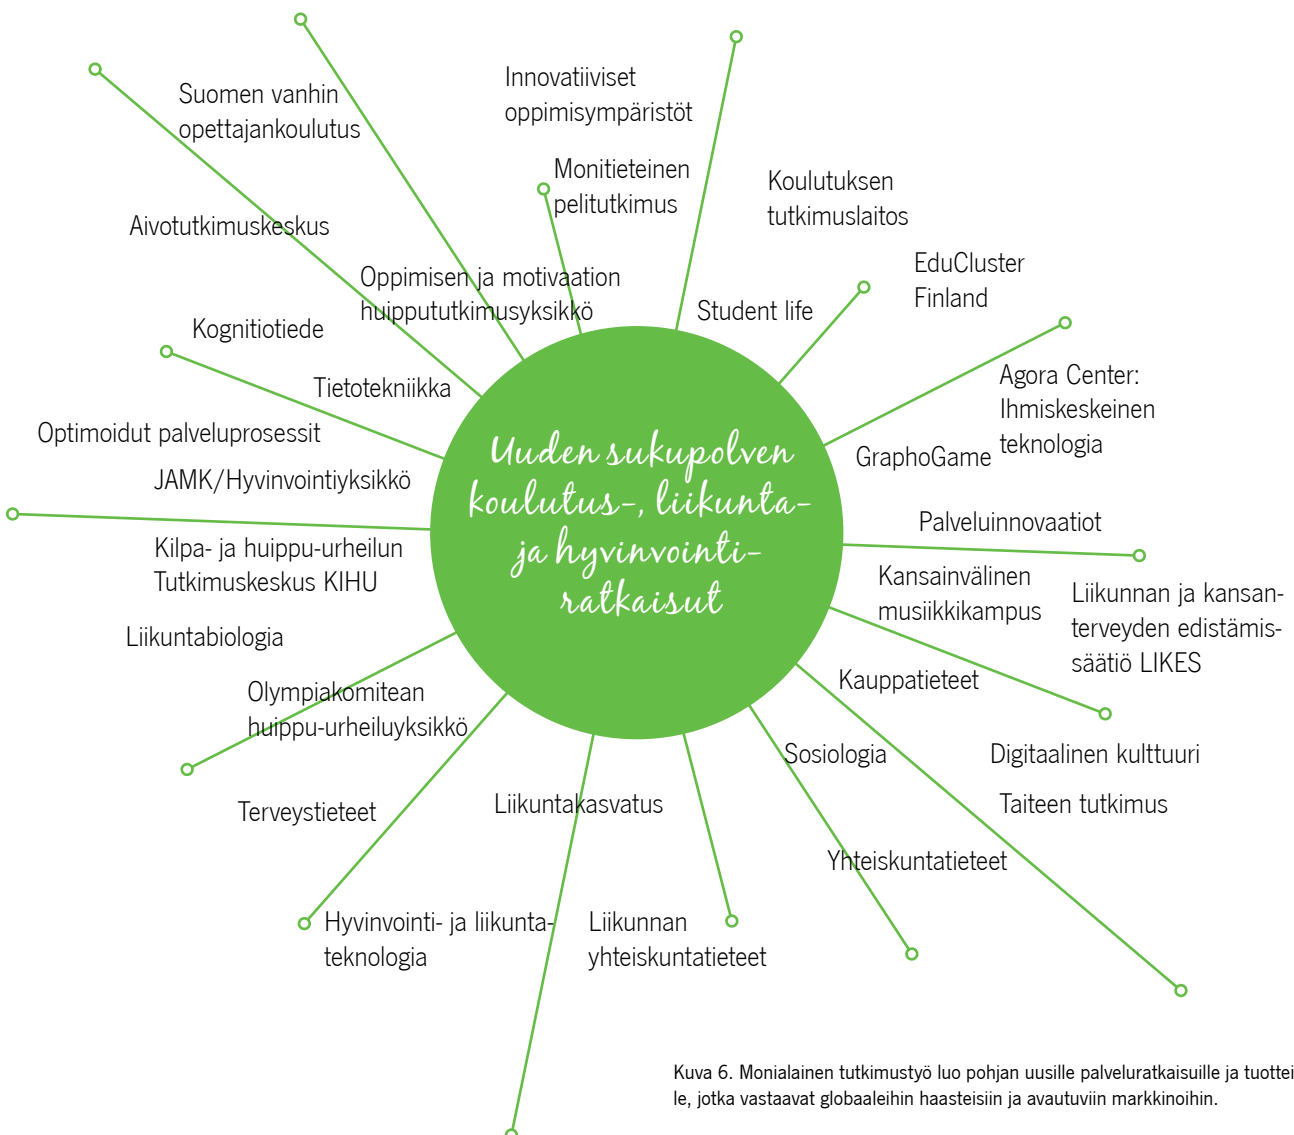 Innovatiiviset
oppimisympäristöt
Suomen vanhin
opettajankoulutus
Monitieteinen
pelitutkimus
Koulutuksen
tutkimuslaitos
Aivotutkimuskeskus
EduCluster
Finland
Oppimisen ja motivaation
huippututkimusyksikkö
Student life
Kognitiotiede
Tietotekniikka
Agora Center:
Ihmiskeskeinen
teknologia
Optimoidut palveluprosessit
GraphoGame
JAMK/Hyvinvointiyksikkö
Uuden sukupolven
koulutus-, liikunta-
ja hyvinvointi-
ratkaisut
Palveluinnovaatiot
Kilpa- ja huippu-urheilun
Tutkimuskeskus KIHU
Kansainvälinen
musiikkikampus
Liikunnan ja kansan-
terveyden edistämis-
säätiö LIKES
Liikuntabiologia
Olympiakomitean
huippu-urheiluyksikkö
Kauppatieteet
Sosiologia
Digitaalinen kulttuuri
Terveystieteet
Liikuntakasvatus
Taiteen tutkimus
Yhteiskuntatieteet
Hyvinvointi- ja liikunta-
teknologia
Liikunnan
yhteiskuntatieteet
Kuva 6. Monialainen tutkimustyö luo pohjan uusille palveluratkaisuille ja tuottei
le, jotka vastaavat globaaleihin haasteisiin ja avautuviin markkinoihin.